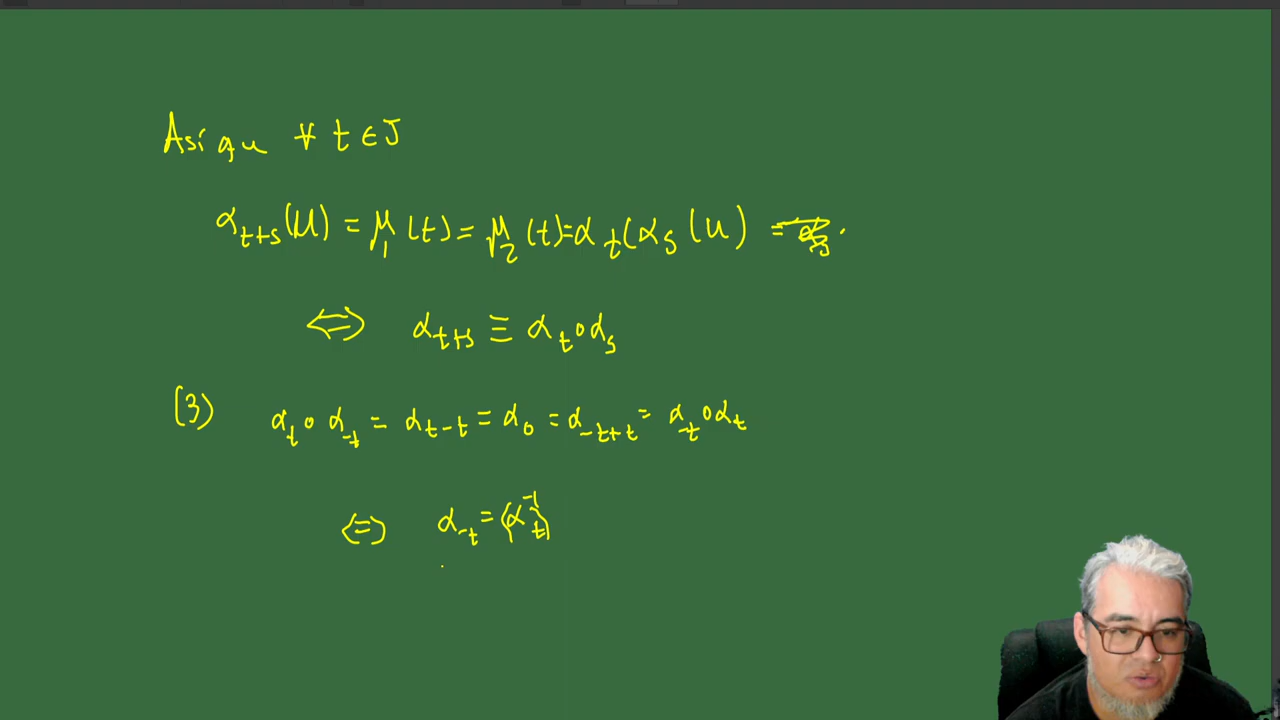 Así qu ∀ t ∈ J
α_{t+s}(u) = μ_1(t) = μ_2(t) = α_t(α_s(u)) =
⟺ α_{t+s} ≡ α_t ∘ α_s
(3) α_t ∘ α_{-t} = α_{t-t} = α_0 = α_{-t+t} = α_{-t} ∘ α_t
⟺ α_{-t} = (α_t^{-1})